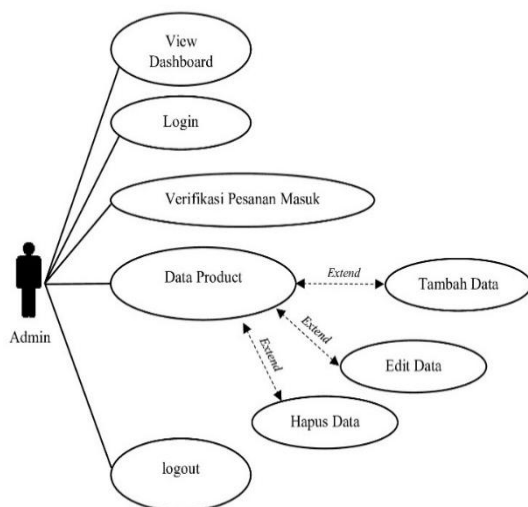 View
Dashboard
Login
Verifikasi Pesanan Masuk
Data Product
Extend
Tambah Data
Admin
Extend
Extend
Edit Data
Hapus Data
logout